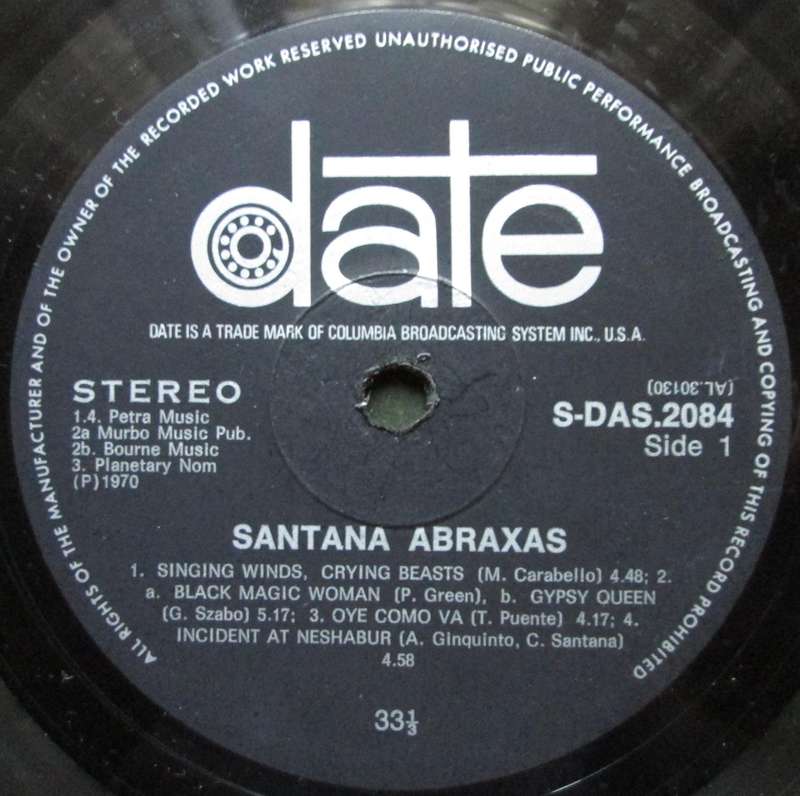 ALL RIGHTS OF THE MANUFACTURER AND OF THE OWNER OF THE RECORDED WORK RESERVED UNAUTHORISED PUBLIC PERFORMANCE BROADCASTING AND COPYING OF THIS RECORD PROHIBITED
date
DATE IS A TRADE MARK OF COLUMBIA BROADCASTING SYSTEM INC., U.S.A.
STEREO
1.4. Petra Music
2a Murbo Music Pub.
2b. Bourne Music
3. Planetary Nom
(P)1970
(AL.30130)
S-DAS.2084
Side 1
SANTANA ABRAXAS
1. SINGING WINDS, CRYING BEASTS (M. Carabello) 4.48; 2.
a. BLACK MAGIC WOMAN (P. Green), b. GYPSY QUEEN
(G. Szabo) 5.17; 3. OYE COMO VA (T. Puente) 4.17; 4.
INCIDENT AT NESHABUR (A. Ginquinto, C. Santana)
4.58
33⅓